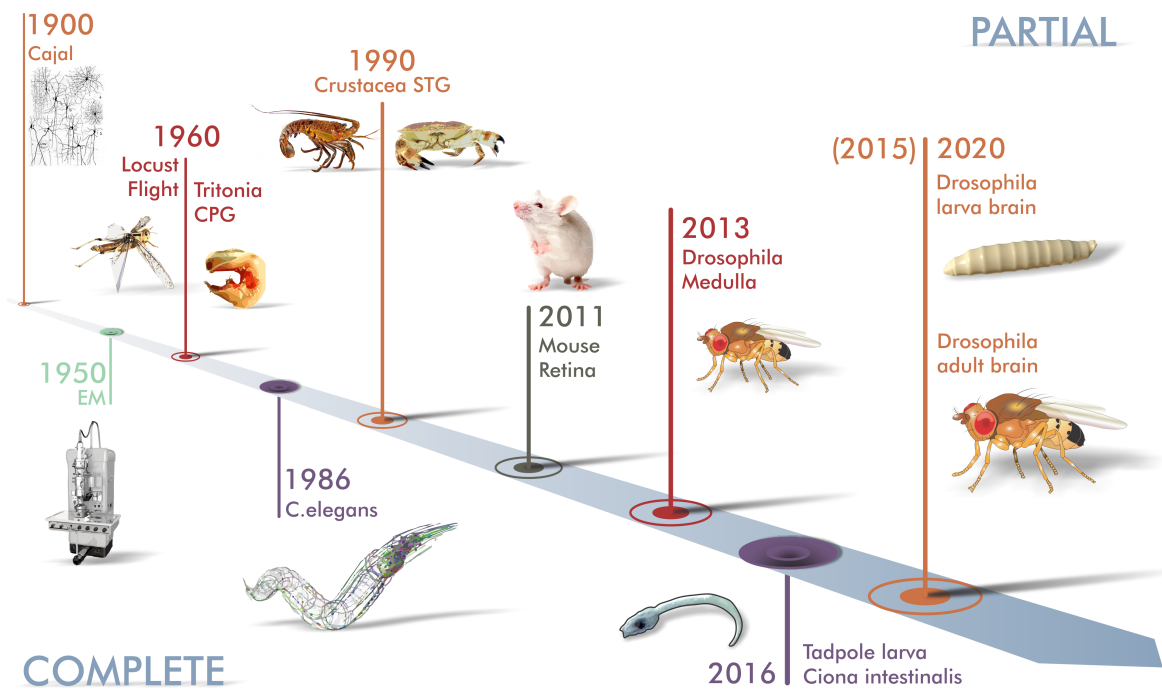 1900
Cajal
PARTIAL
1990
Crustacea STG
1960
Locust
Flight
Tritonia
CPG
(2015)
2020
Drosophila
larva brain
2013
Drosophila
Medulla
2011
Mouse
Retina
Drosophila
adult brain
1950
EM
1986
C.elegans
COMPLETE
2016
Tadpole larva
Ciona intestinalis